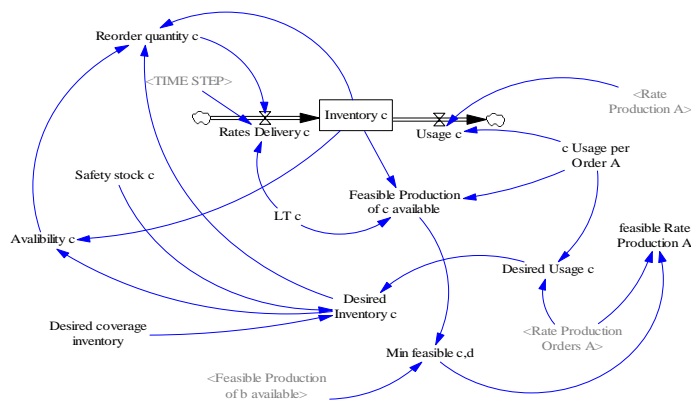 Reorder quantity c
<TIME STEP>
Inventory c
<Rate
Production A>
Rates Delivery c
Usage c
c Usage per
Order A
Safety stock c
Feasible Production
of c available
LT c
feasible Rate
Production A
Avalibility c
Desired Usage c
Desired
Inventory c
Desired coverage
inventory
<Rate Production
Orders A>
Min feasible c,d
<Feasible Production
of b available>